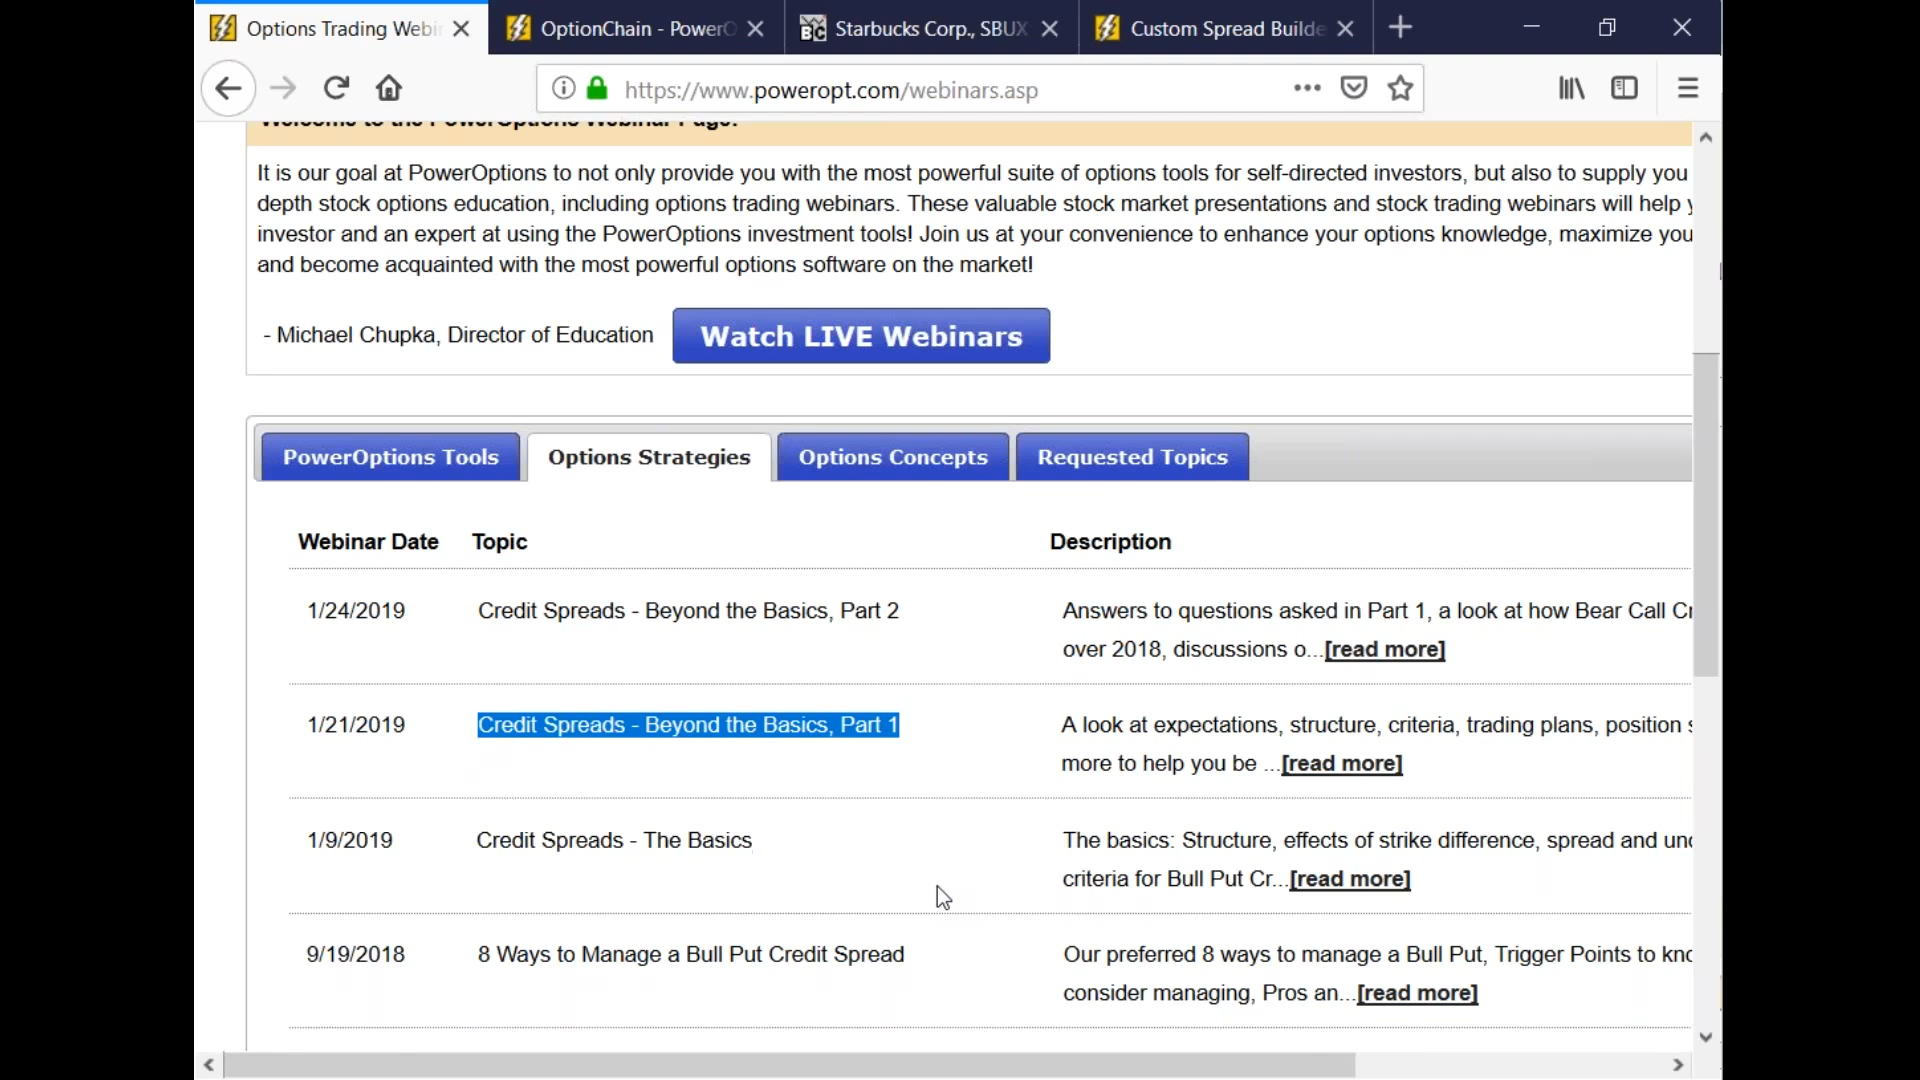 Options Trading Webi
OptionChain - PowerO
Starbucks Corp., SBUX
Custom Spread Builde
https://www.poweropt.com/webinars.asp
Welcome to the PowerOptions Webinar Page!
It is our goal at PowerOptions to not only provide you with the most powerful suite of options tools for self-directed investors, but also to supply you
depth stock options education, including options trading webinars. These valuable stock market presentations and stock trading webinars will help y
investor and an expert at using the PowerOptions investment tools! Join us at your convenience to enhance your options knowledge, maximize you
and become acquainted with the most powerful options software on the market!
- Michael Chupka, Director of Education
Watch LIVE Webinars
PowerOptions Tools
Options Strategies
Options Concepts
Requested Topics
Webinar Date
Topic
Description
1/24/2019
Credit Spreads - Beyond the Basics, Part 2
Answers to questions asked in Part 1, a look at how Bear Call Cr
over 2018, discussions o...[read more]
1/21/2019
Credit Spreads - Beyond the Basics, Part 1
A look at expectations, structure, criteria, trading plans, position s
more to help you be ...[read more]
1/9/2019
Credit Spreads - The Basics
The basics: Structure, effects of strike difference, spread and und
criteria for Bull Put Cr...[read more]
9/19/2018
8 Ways to Manage a Bull Put Credit Spread
Our preferred 8 ways to manage a Bull Put, Trigger Points to kno
consider managing, Pros an...[read more]